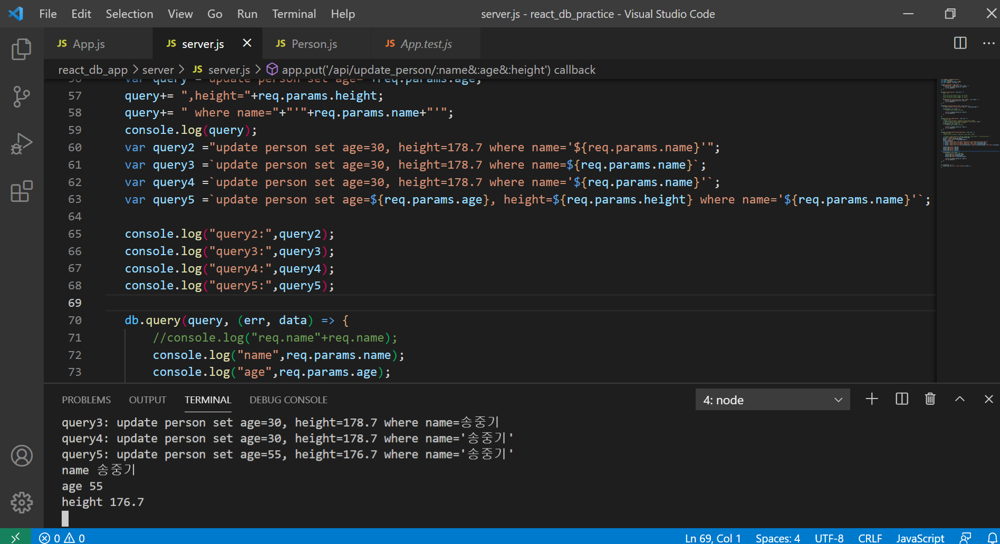 File Edit Selection View Go Run Terminal Help server.js - react_db_practice - Visual Studio Code
JS App.js JS server.js JS Person.js JS App.test.js
react_db_app > server > JS server.js > app.put('/api/update_person/:name&:age&:height') callback
56 var query ="update person set age="+req.params.age;
57 query+= ",height="+req.params.height;
58 query+= " where name="+"'"+req.params.name+"'";
59 console.log(query);
60 var query2 ="update person set age=30, height=178.7 where name='${req.params.name}'";
61 var query3 =`update person set age=30, height=178.7 where name=${req.params.name}`;
62 var query4 =`update person set age=30, height=178.7 where name='${req.params.name}'`;
63 var query5 =`update person set age=${req.params.age}, height=${req.params.height} where name='${req.params.name}'`;
64
65 console.log("query2:",query2);
66 console.log("query3:",query3);
67 console.log("query4:",query4);
68 console.log("query5:",query5);
69
70 db.query(query, (err, data) => {
71 //console.log("req.name"+req.name);
72 console.log("name",req.params.name);
73 console.log("age",req.params.age);
PROBLEMS OUTPUT TERMINAL DEBUG CONSOLE 4: node
query3: update person set age=30, height=178.7 where name=송중기
query4: update person set age=30, height=178.7 where name='송중기'
query5: update person set age=55, height=176.7 where name='송중기'
name 송중기
age 55
height 176.7
0 0 Ln 69, Col 1 Spaces: 4 UTF-8 CRLF JavaScript